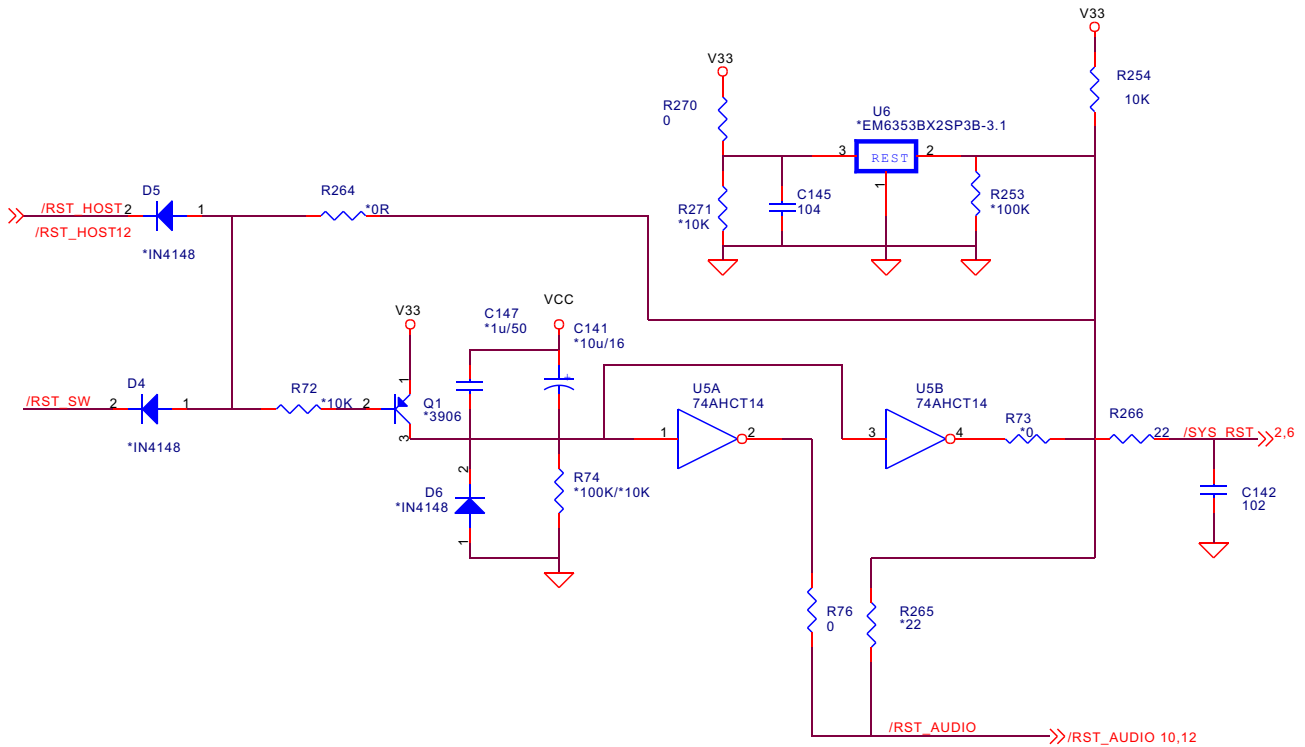 V33
R254
10K
V33
R270
0
U6
*EM6353BX2SP3B-3.1
3
REST
2
1
R271
*10K
C145
104
R253
*100K
D5
/RST_HOST
2
1
/RST_HOST12
*IN4148
R264
*0R
V33
C147
*1u/50
VCC
C141
*10u/16
+
D4
/RST_SW
2
1
*IN4148
R72
*10K
2
1
Q1
*3906
3
U5A
74AHCT14
1
2
U5B
74AHCT14
3
4
R73
*0
R266
22
/SYS_RST
2,6
C142
102
2
D6
*IN4148
1
R74
*100K/*10K
R76
0
R265
*22
/RST_AUDIO
/RST_AUDIO 10,12